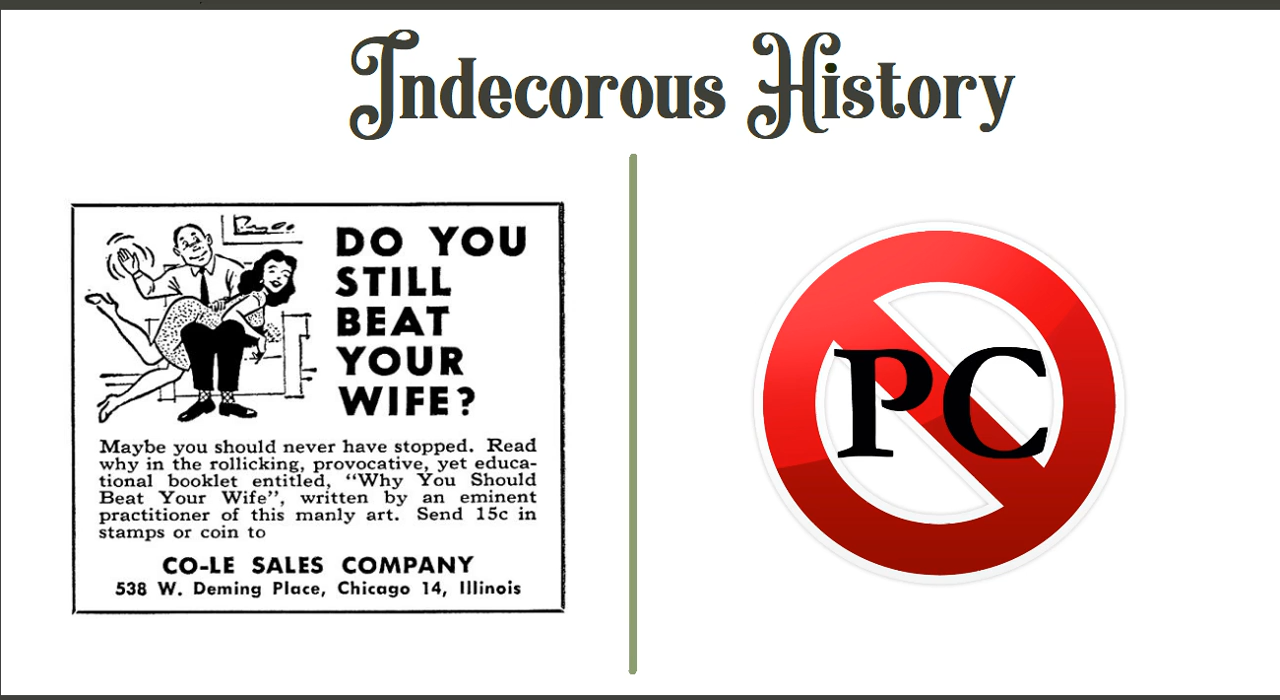 Indecorous History
DO YOU
STILL
BEAT
YOUR
WIFE?
Maybe you should never have stopped. Read
why in the rollicking, provocative, yet educa-
tional booklet entitled, “Why You Should
Beat Your Wife”, written by an eminent
practitioner of this manly art. Send 15c in
stamps or coin to
CO-LE SALES COMPANY
538 W. Deming Place, Chicago 14, Illinois
PC